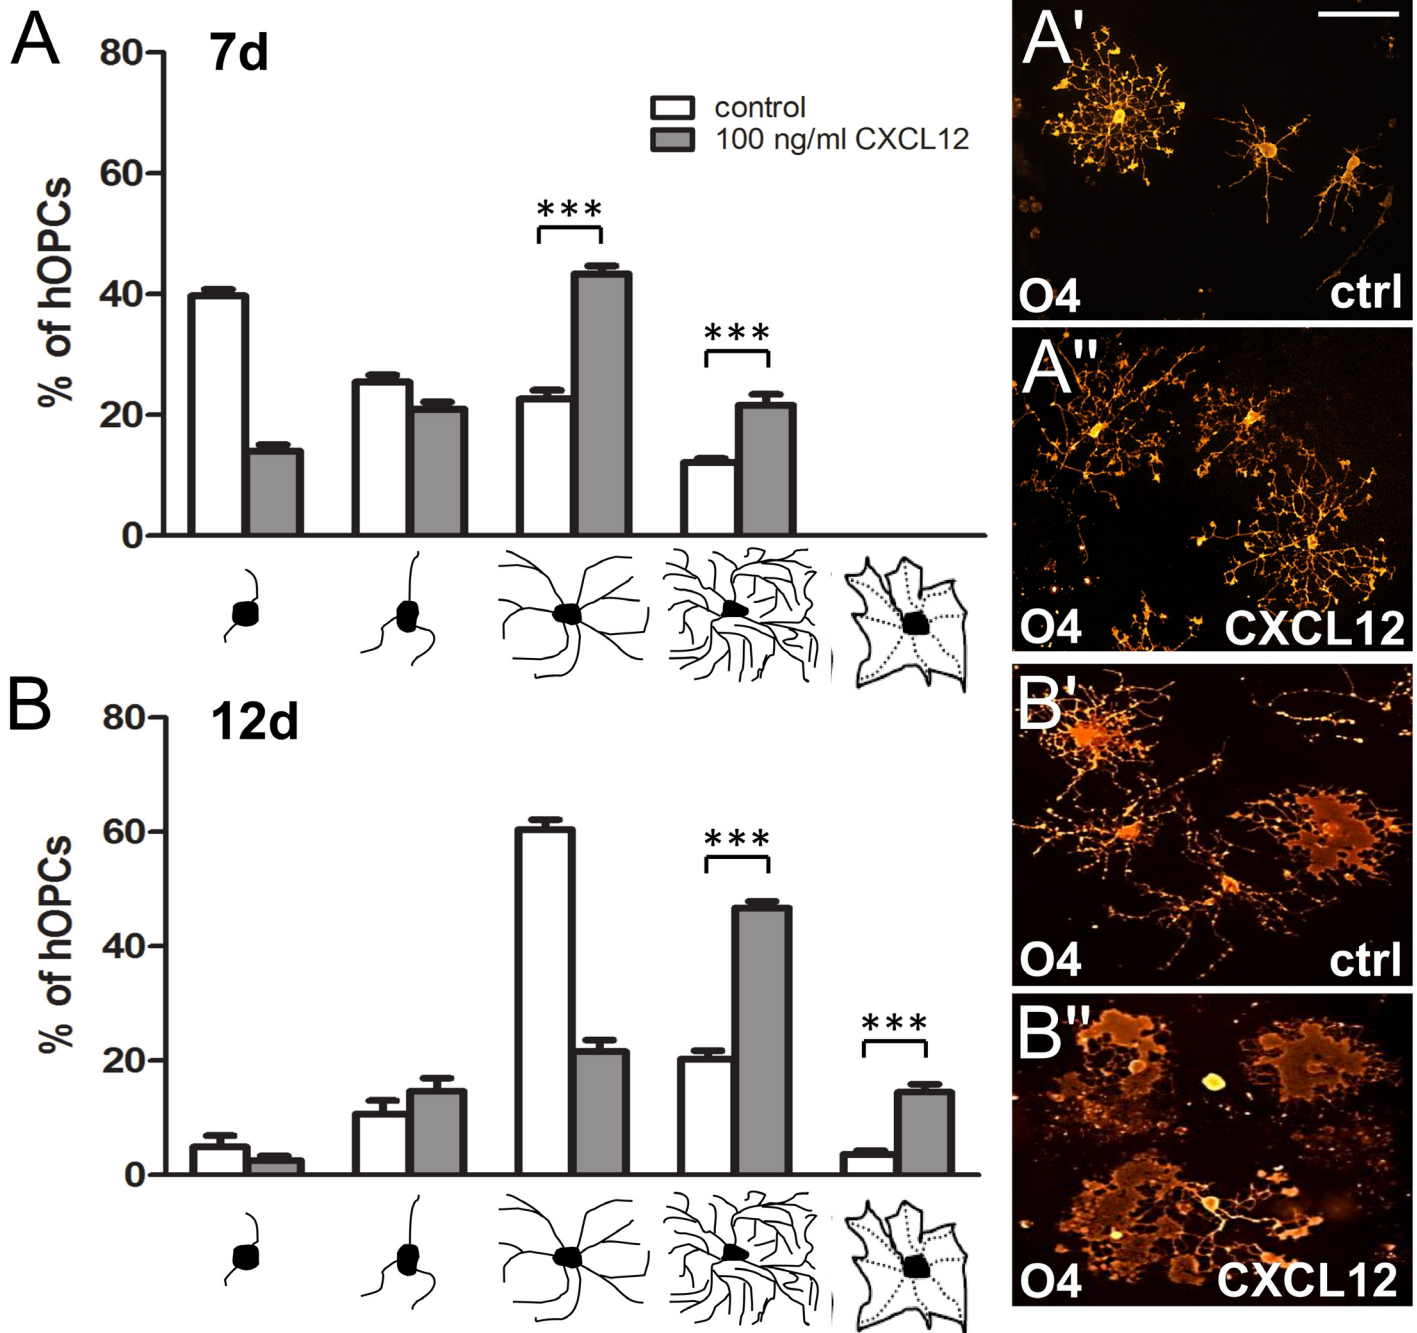 A
7d
80
60
40
20
0
% of hOPCs
control
100 ng/ml CXCL12
***
***
A'
O4
ctrl
A"
O4
CXCL12
B
12d
80
60
40
20
0
% of hOPCs
***
***
B'
O4
ctrl
B"
O4
CXCL12